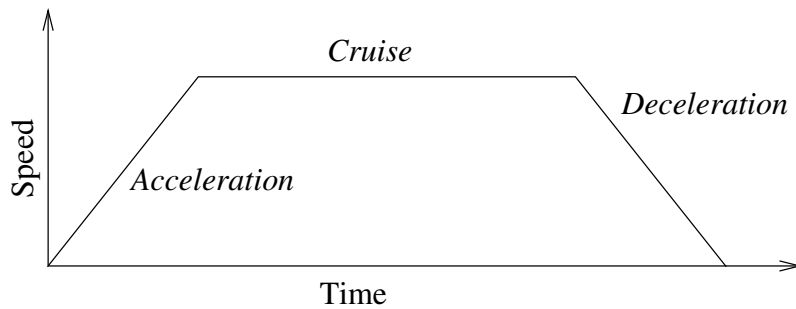 Cruise
Deceleration
Acceleration
Speed
Time